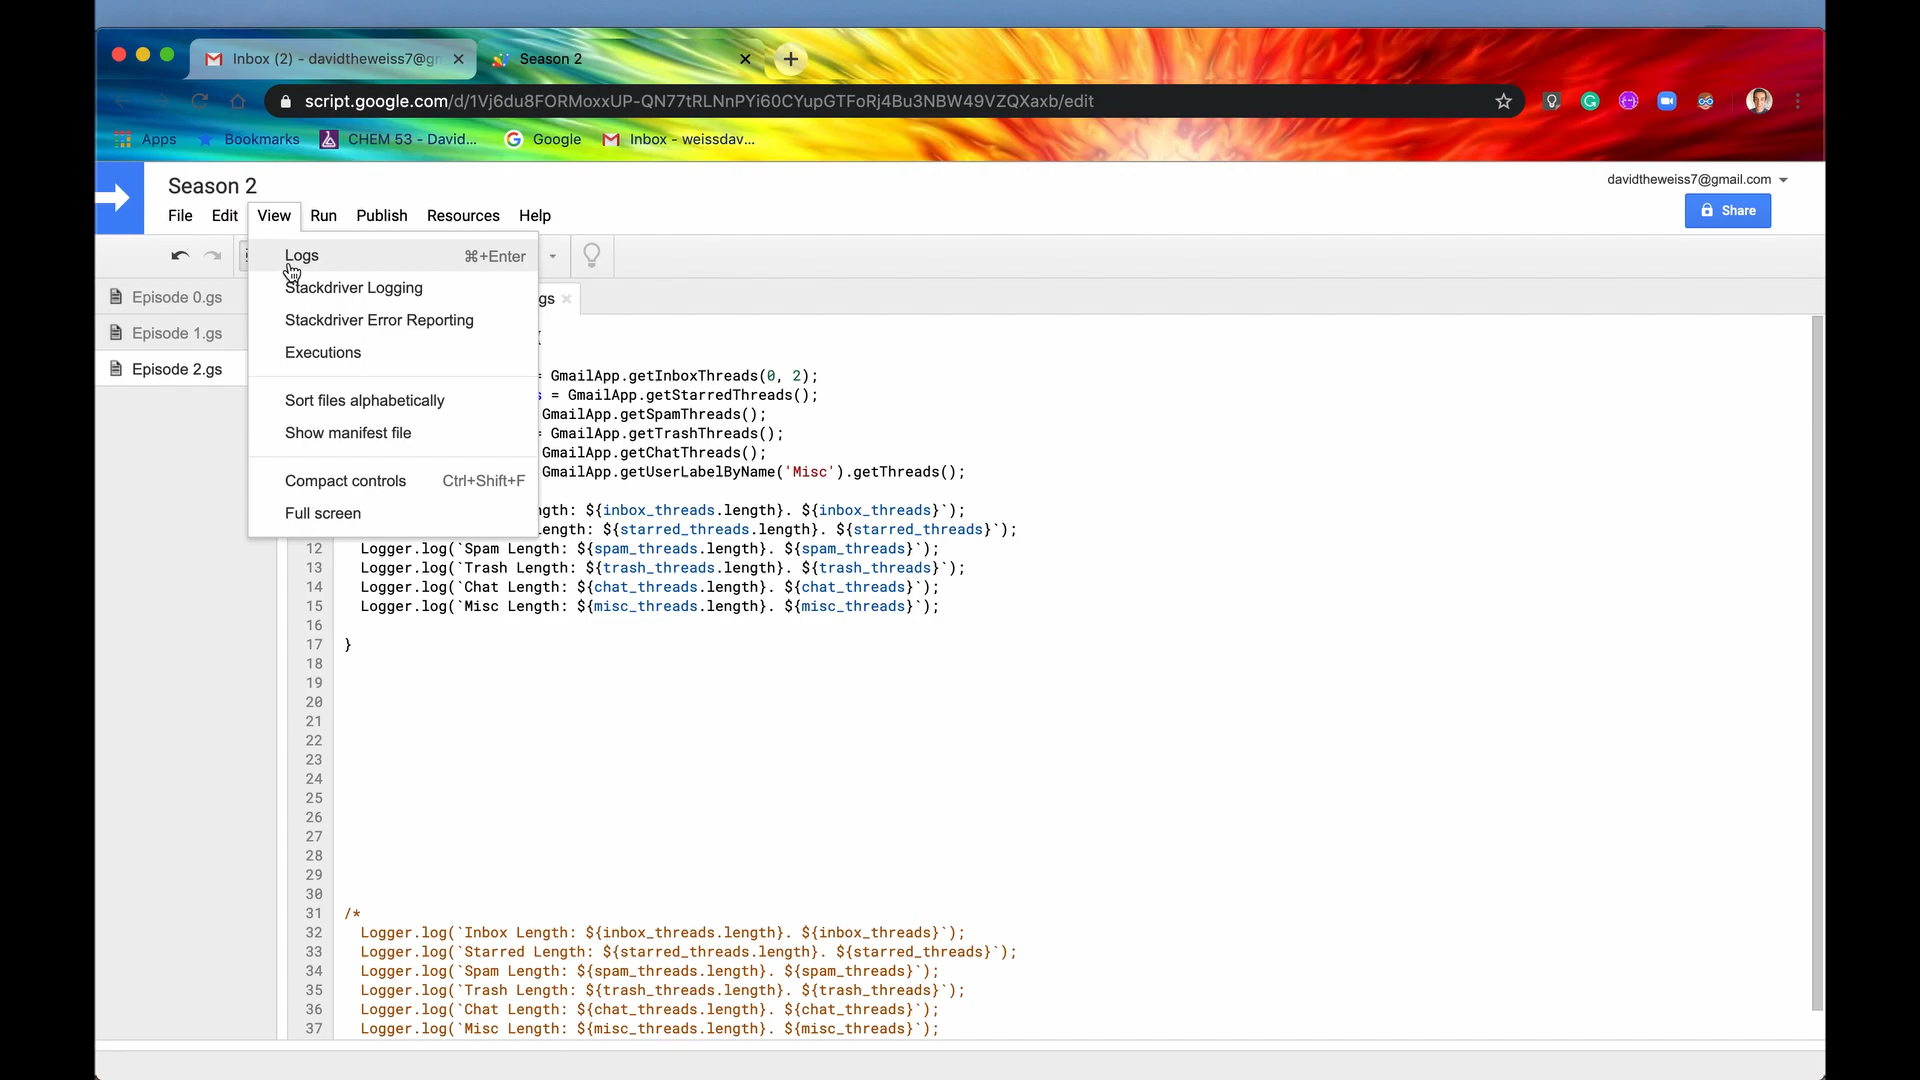 Inbox (2) - davidtheweiss7@gm
Season 2
script.google.com/d/1Vj6du8FORMoxxUP-QN77tRLNnPYi60CYupGTFoRj4Bu3NBW49VZQXaxb/edit
Apps
Bookmarks
CHEM 53 - David...
Google
Inbox - weissdav...
Season 2
davidtheweiss7@gmail.com
File Edit View Run Publish Resources Help
Share
Logs ⌘+Enter
Stackdriver Logging
Stackdriver Error Reporting
Executions
Sort files alphabetically
Show manifest file
Compact controls Ctrl+Shift+F
Full screen
Episode 0.gs
Episode 1.gs
Episode 2.gs
gs
{
= GmailApp.getInboxThreads(0, 2);
s = GmailApp.getStarredThreads();
GmailApp.getSpamThreads();
= GmailApp.getTrashThreads();
GmailApp.getChatThreads();
GmailApp.getUserLabelByName('Misc').getThreads();
ngth: ${inbox_threads.length}. ${inbox_threads}`);
Length: ${starred_threads.length}. ${starred_threads}`);
12 Logger.log(`Spam Length: ${spam_threads.length}. ${spam_threads}`);
13 Logger.log(`Trash Length: ${trash_threads.length}. ${trash_threads}`);
14 Logger.log(`Chat Length: ${chat_threads.length}. ${chat_threads}`);
15 Logger.log(`Misc Length: ${misc_threads.length}. ${misc_threads}`);
16
17 }
18
19
20
21
22
23
24
25
26
27
28
29
30
31 /*
32 Logger.log(`Inbox Length: ${inbox_threads.length}. ${inbox_threads}`);
33 Logger.log(`Starred Length: ${starred_threads.length}. ${starred_threads}`);
34 Logger.log(`Spam Length: ${spam_threads.length}. ${spam_threads}`);
35 Logger.log(`Trash Length: ${trash_threads.length}. ${trash_threads}`);
36 Logger.log(`Chat Length: ${chat_threads.length}. ${chat_threads}`);
37 Logger.log(`Misc Length: ${misc_threads.length}. ${misc_threads}`);